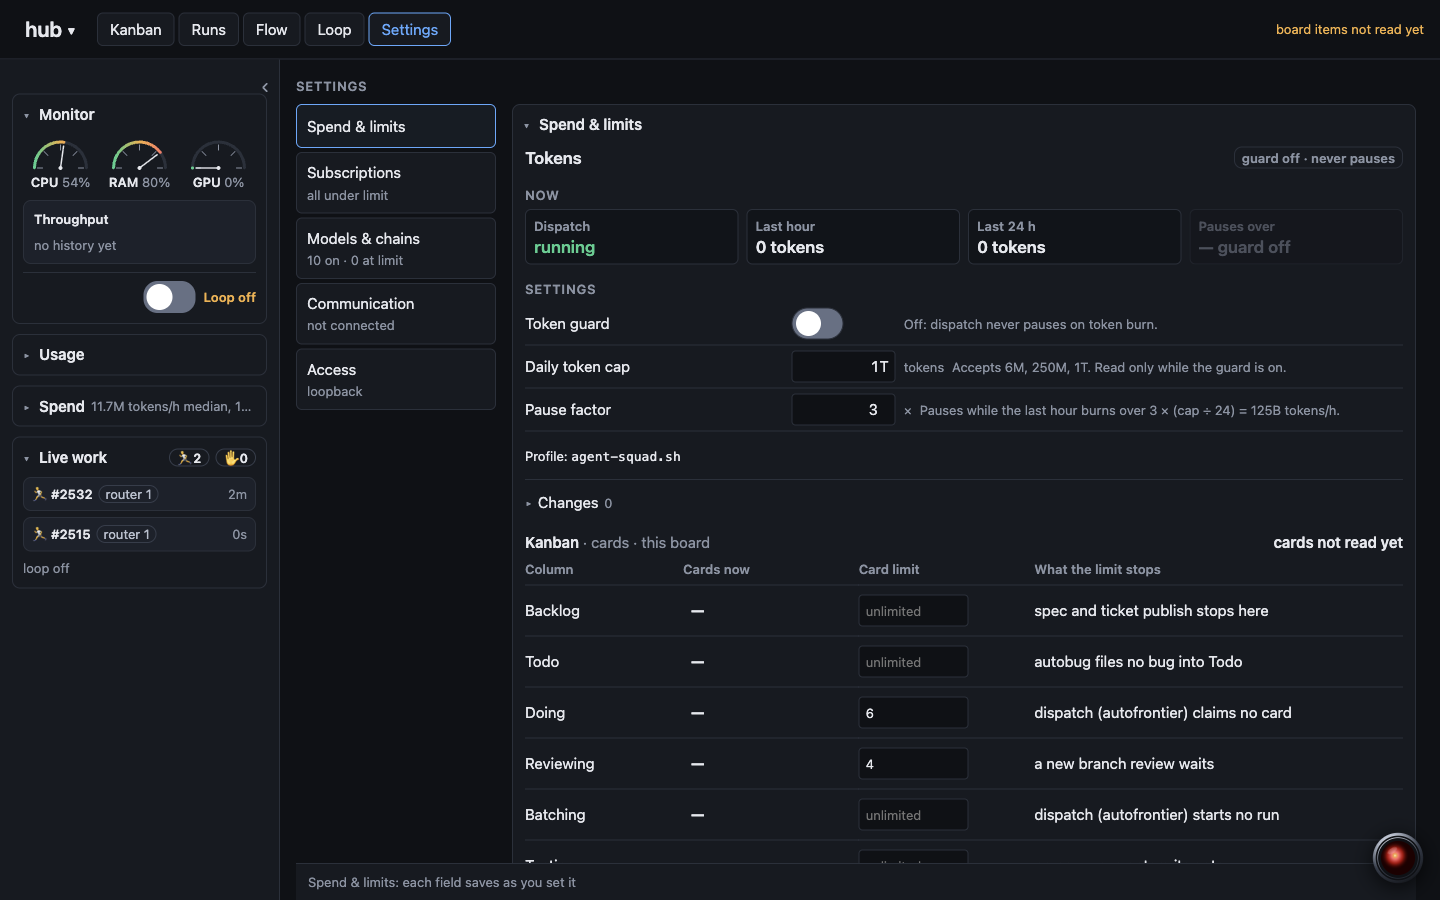 hub ▾ Kanban Runs Flow Loop Settings board items not read yet
Monitor
CPU 54% RAM 80% GPU 0%
Throughput
no history yet
Loop off
Usage
Spend 11.7M tokens/h median, 1...
Live work 2 0
#2532 router 1 2m
#2515 router 1 0s
loop off
SETTINGS
Spend & limits
Subscriptions
all under limit
Models & chains
10 on · 0 at limit
Communication
not connected
Access
loopback
Spend & limits
Tokens guard off · never pauses
NOW
Dispatch Last hour Last 24 h Pauses over
running 0 tokens 0 tokens — guard off
SETTINGS
Token guard Off: dispatch never pauses on token burn.
Daily token cap 1T tokens Accepts 6M, 250M, 1T. Read only while the guard is on.
Pause factor 3 × Pauses while the last hour burns over 3 × (cap ÷ 24) = 125B tokens/h.
Profile: agent-squad.sh
Changes 0
Kanban · cards · this board cards not read yet
Column Cards now Card limit What the limit stops
Backlog — unlimited spec and ticket publish stops here
Todo — unlimited autobug files no bug into Todo
Doing — 6 dispatch (autofrontier) claims no card
Reviewing — 4 a new branch review waits
Batching — unlimited dispatch (autofrontier) starts no run
Spend & limits: each field saves as you set it